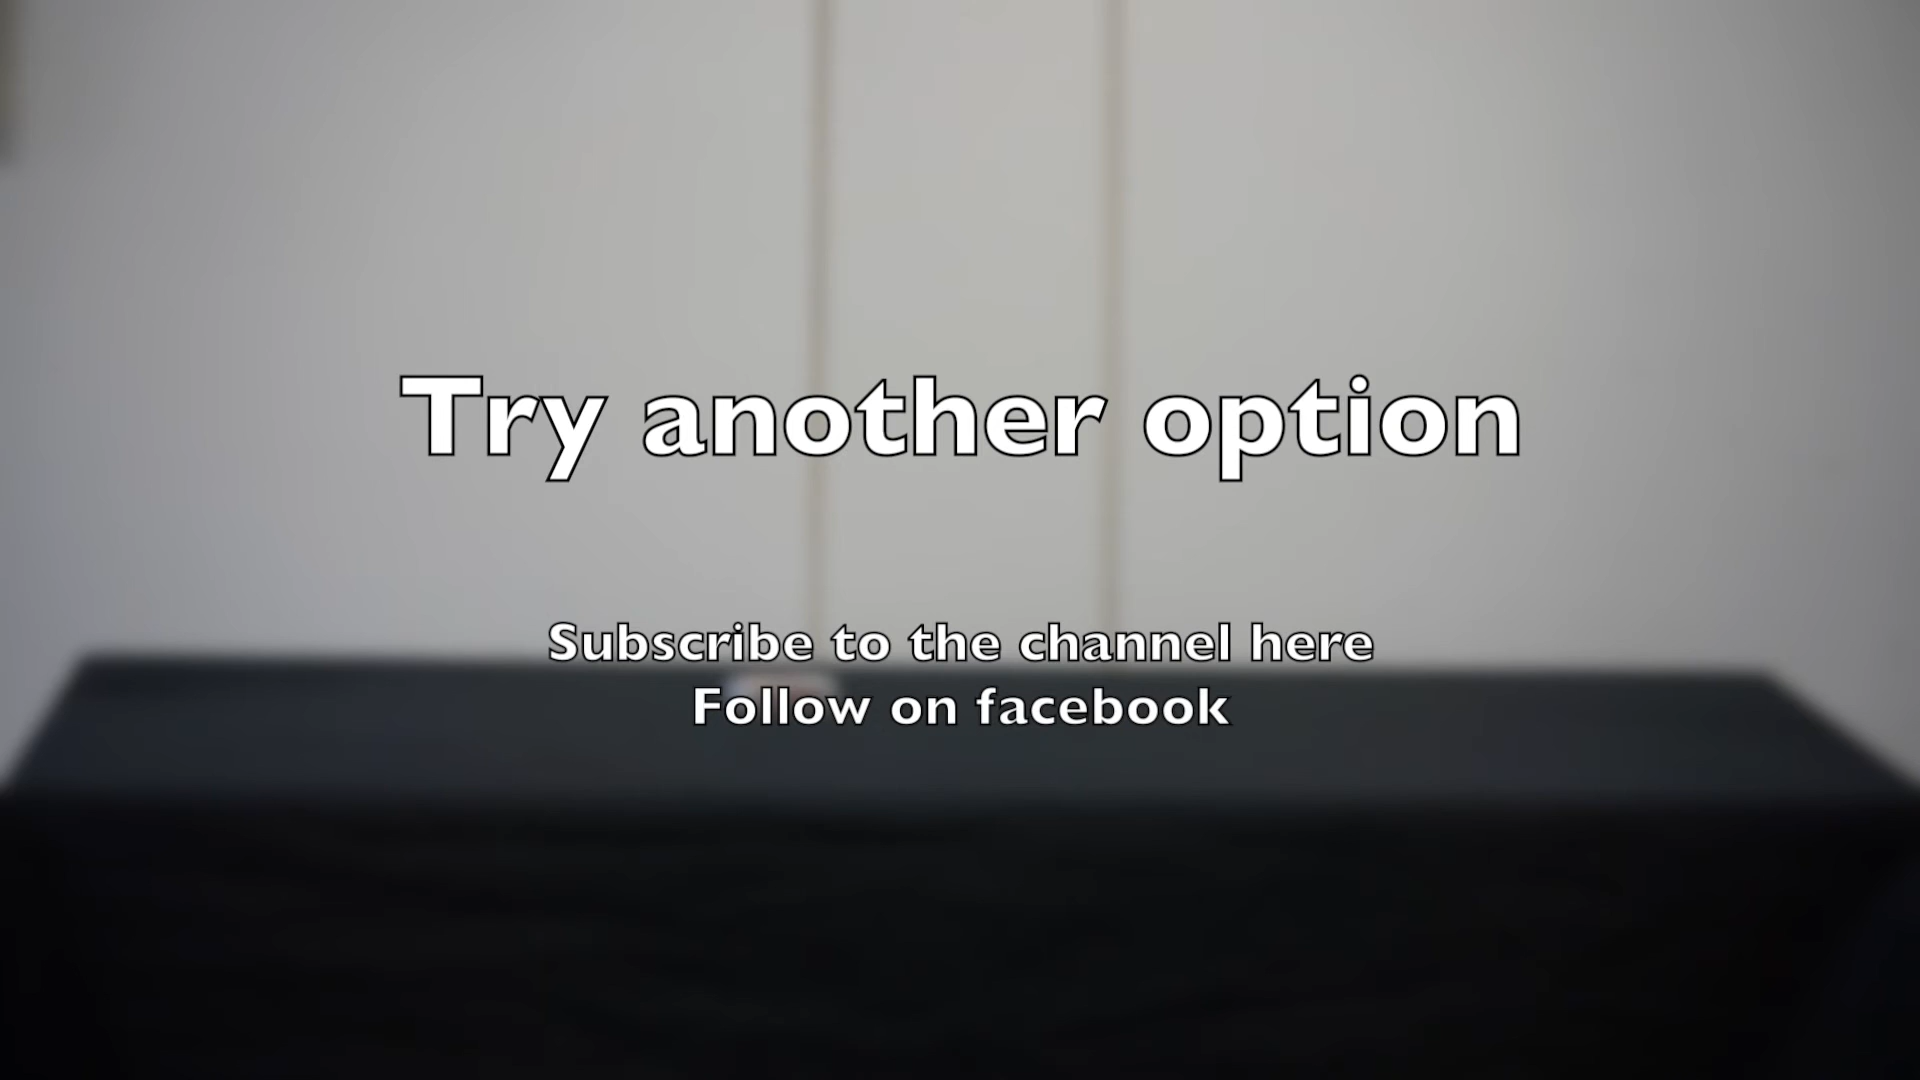 Try another option
Subscribe to the channel here
Follow on facebook